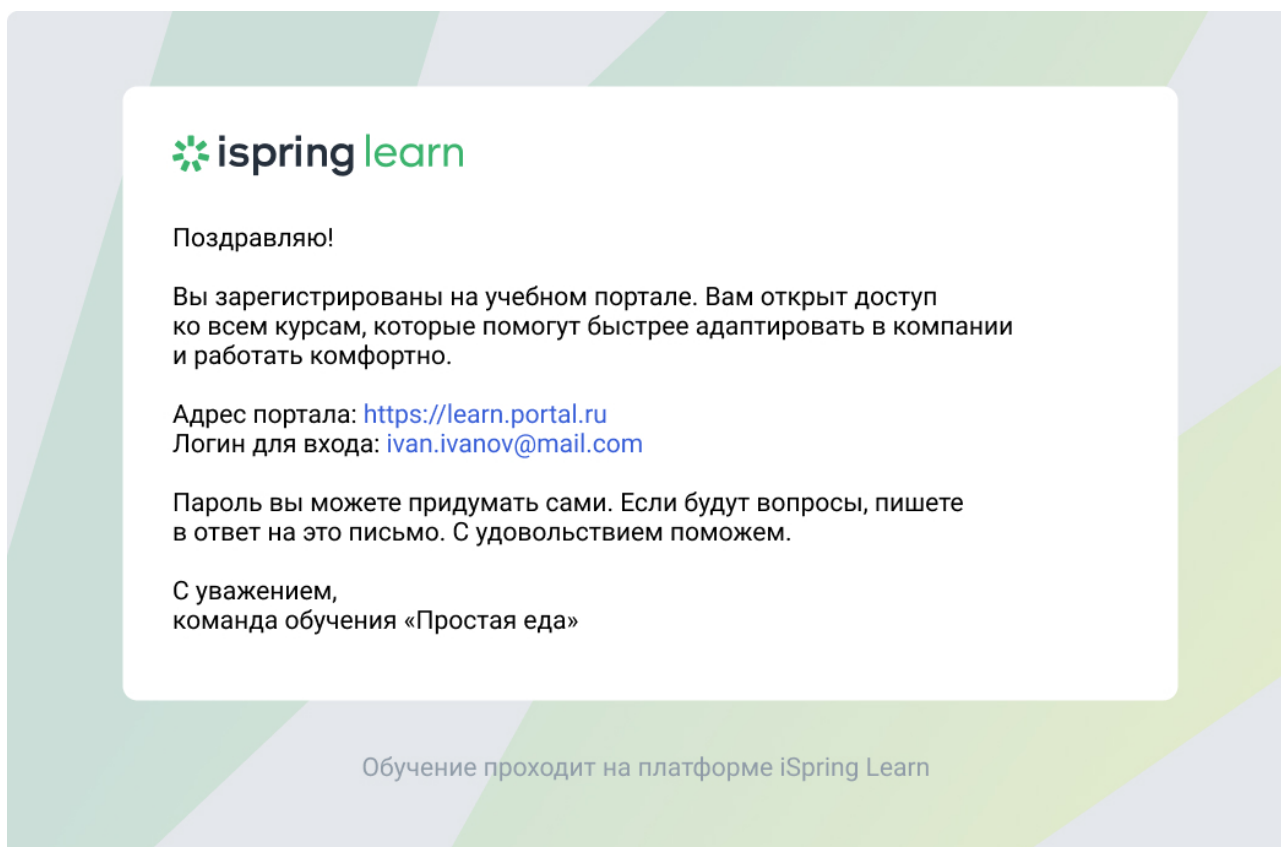 ispring learn
Поздравляю!
Вы зарегистрированы на учебном портале. Вам открыт доступ
ко всем курсам, которые помогут быстрее адаптировать в компании
и работать комфортно.
Адрес портала: https://learn.portal.ru
Логин для входа: ivan.ivanov@mail.com
Пароль вы можете придумать сами. Если будут вопросы, пишете
в ответ на это письмо. С удовольствием поможем.
С уважением,
команда обучения «Простая еда»
Обучение проходит на платформе iSpring Learn